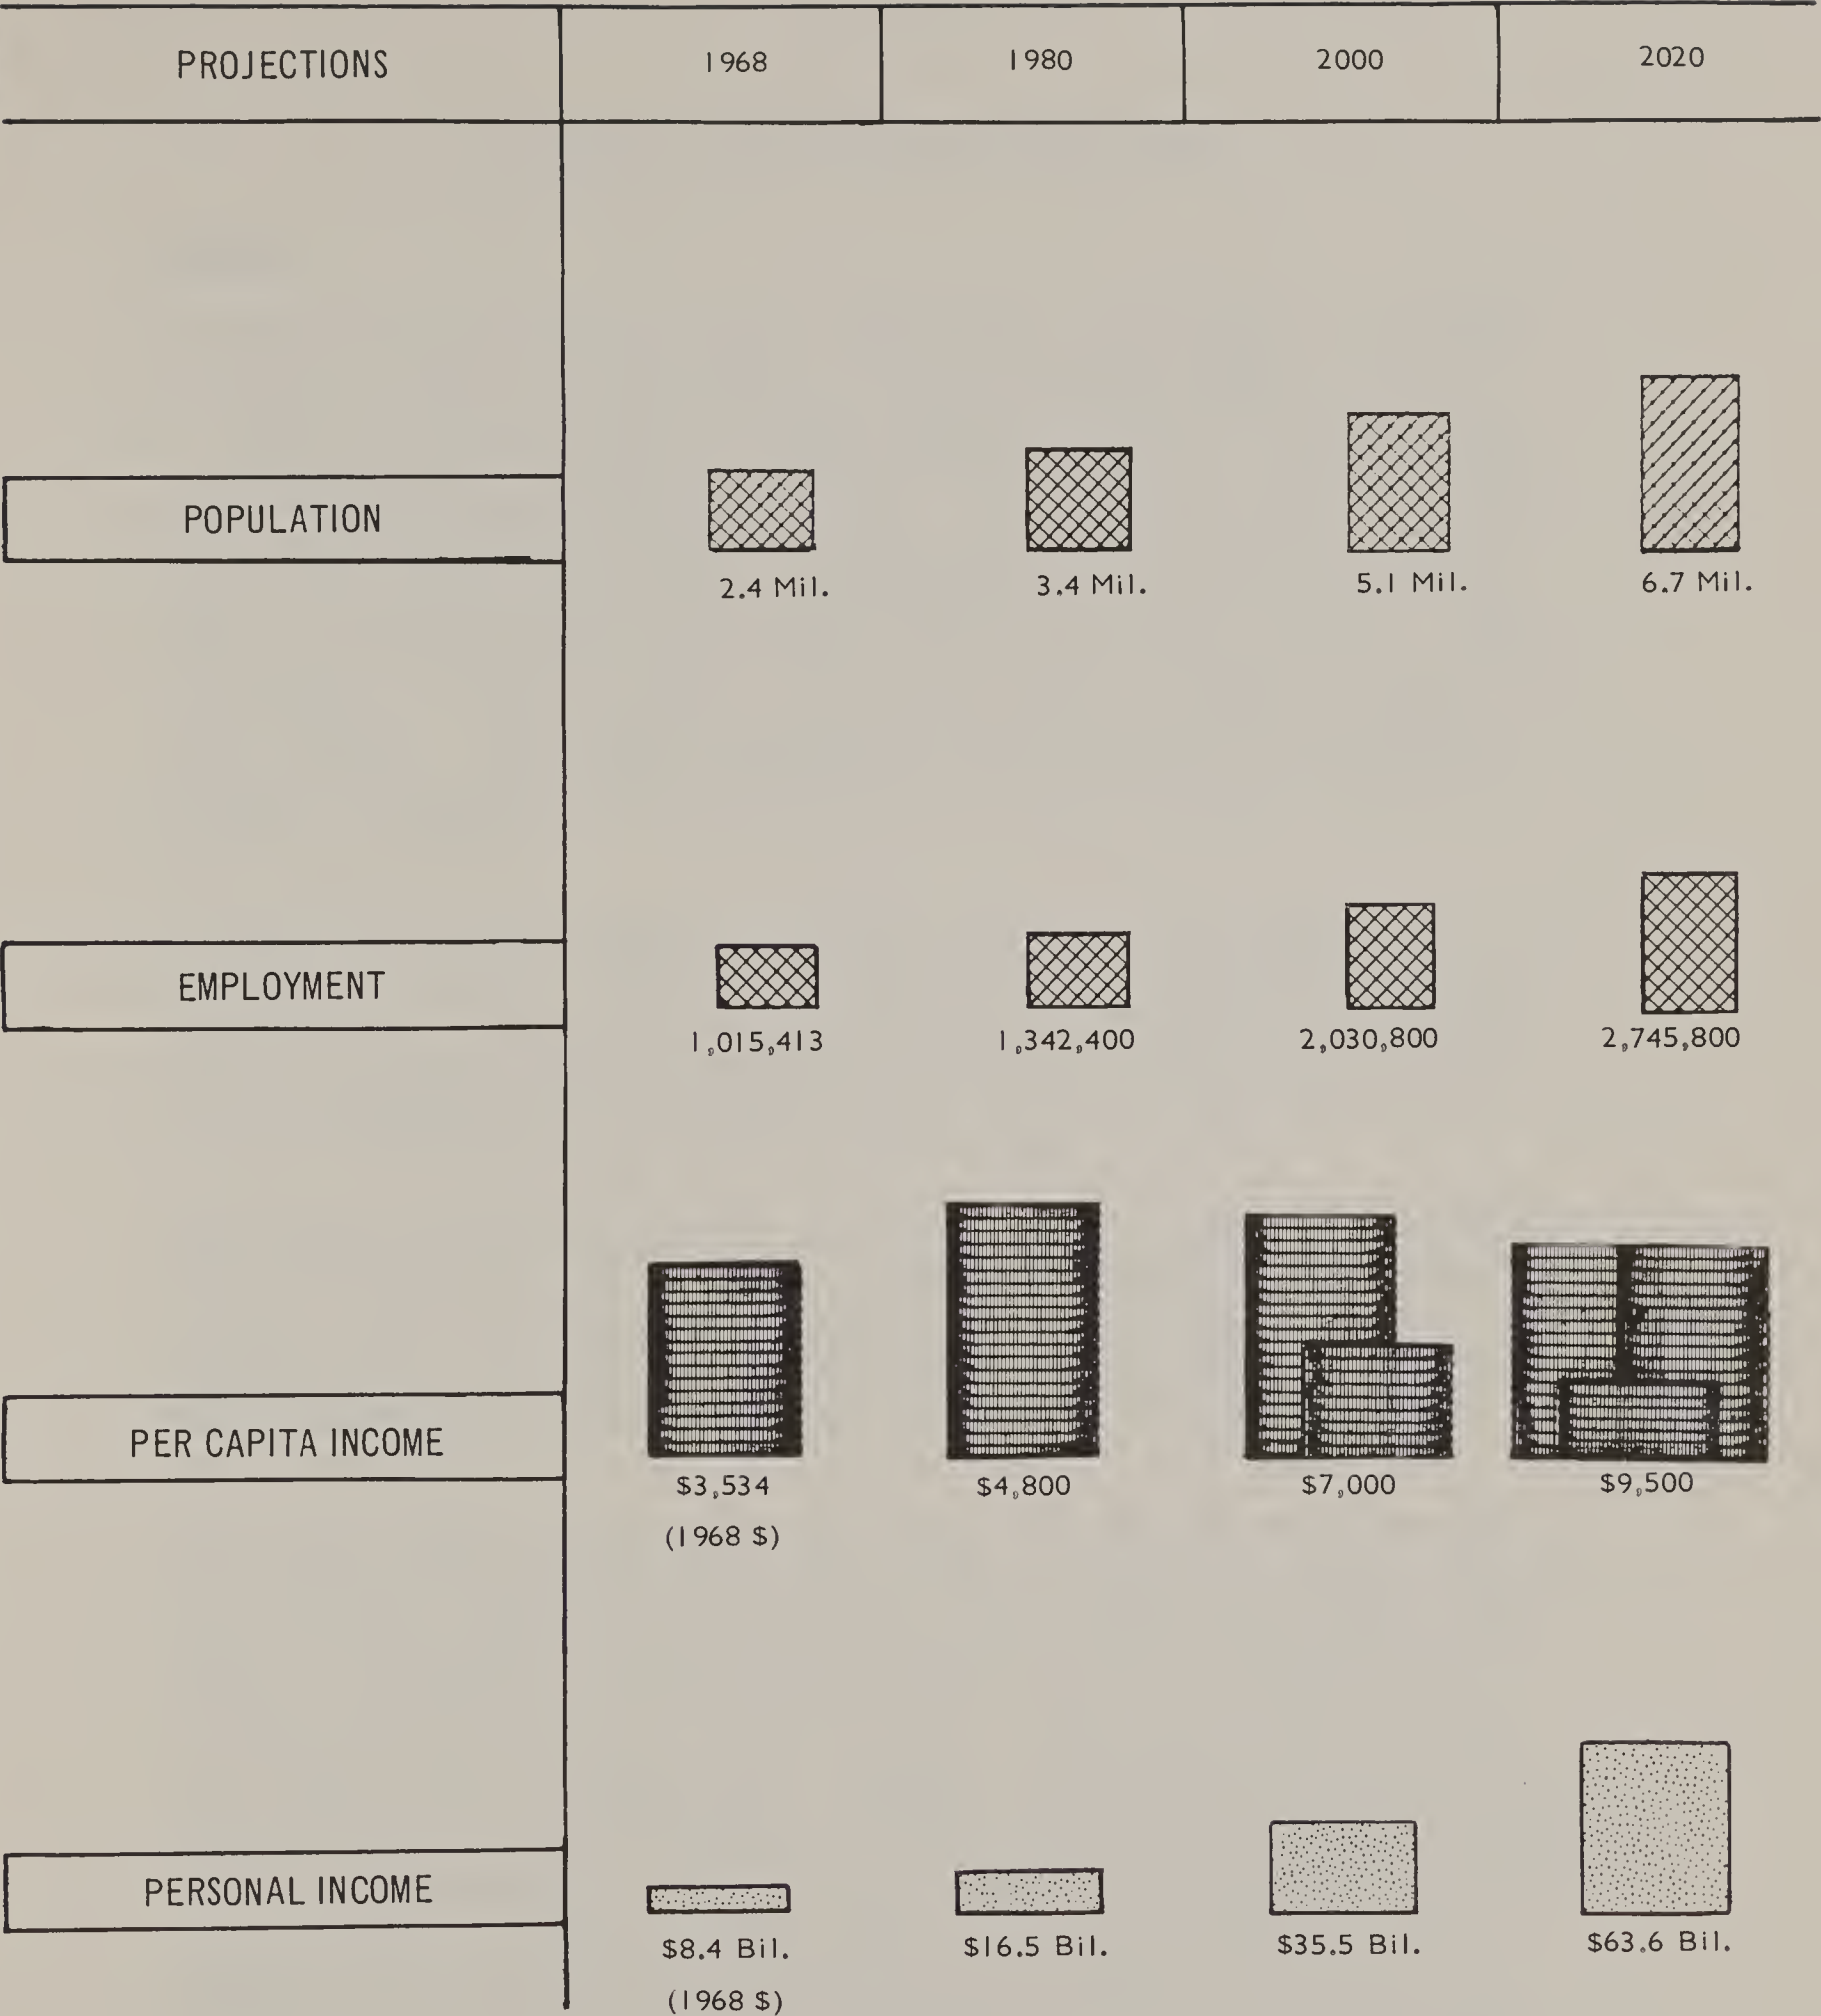 PROJECTIONS 1968 1980 2000 2020
POPULATION
2.4 Mil. 3.4 Mil. 5.1 Mil. 6.7 Mil.
EMPLOYMENT
1,015,413 1,342,400 2,030,800 2,745,800
PER CAPITA INCOME
$3,534 $4,800 $7,000 $9,500
(1968 $)
PERSONAL INCOME
$8.4 Bil. $16.5 Bil. $35.5 Bil. $63.6 Bil.
(1968 $)